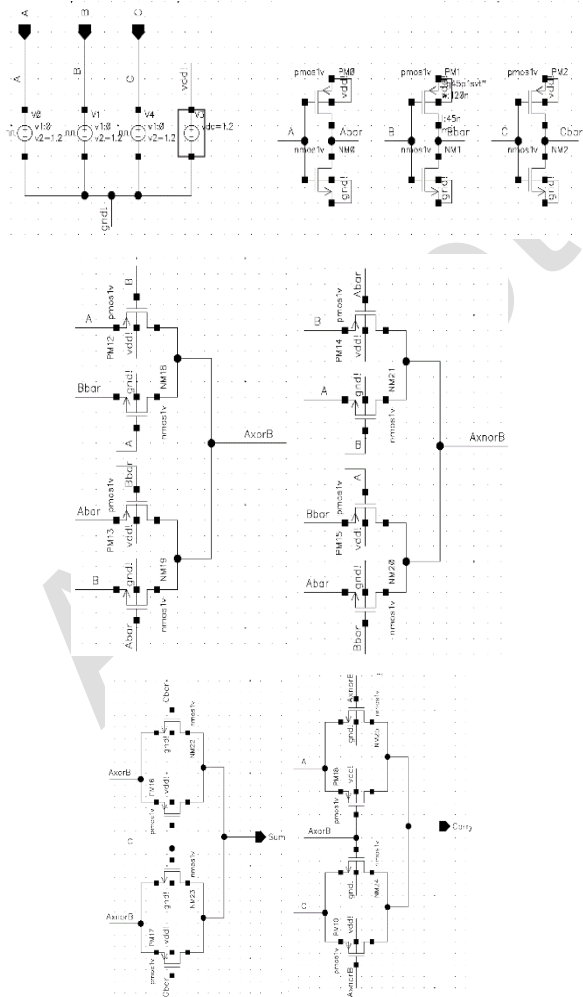 A
B
C
A
B
C
vdd!
V0
v1:0
v2=1.2
V1
v1:0
v2=1.2
V4
v1:0
v2=1.2
V3
vdc=1.2
gnd!
pmos1v
PM0
vdd!
A
Abar
nmos1v
NM0
pmos1v
PM1
B
Bbar
NM1
pmos1v
PM2
vdd!
C
Cbar
nmos1v
NM2
B
pmos1v
A
PM12
vdd!
Bbar
gnd!
NM18
nmos1v
A
AxorB
Bbar
pmos1v
Abar
PM13
vdd!
B
gnd!
NM19
nmos1v
Abar
Abar
pmos1v
B
PM14
vdd!
A
gnd!
NM21
nmos1v
B
AxnorB
A
pmos1v
Bbar
PM15
vdd!
Abar
gnd!
NM20
nmos1v
Bbar
Cbar
nmos1v
gnd!
NM22
AxorB
PM16
vdd!
pmos1v
Sum
nmos1v
gnd!
NM23
AxnorB
PM17
vdd!
pmos1v
Cbar
AxnorB
nmos1v
gnd!
A
PM18
vdd!
pmos1v
AxorB
Carry
nmos1v
gnd!
NM24
vdd!
pmos1v
AxnorB